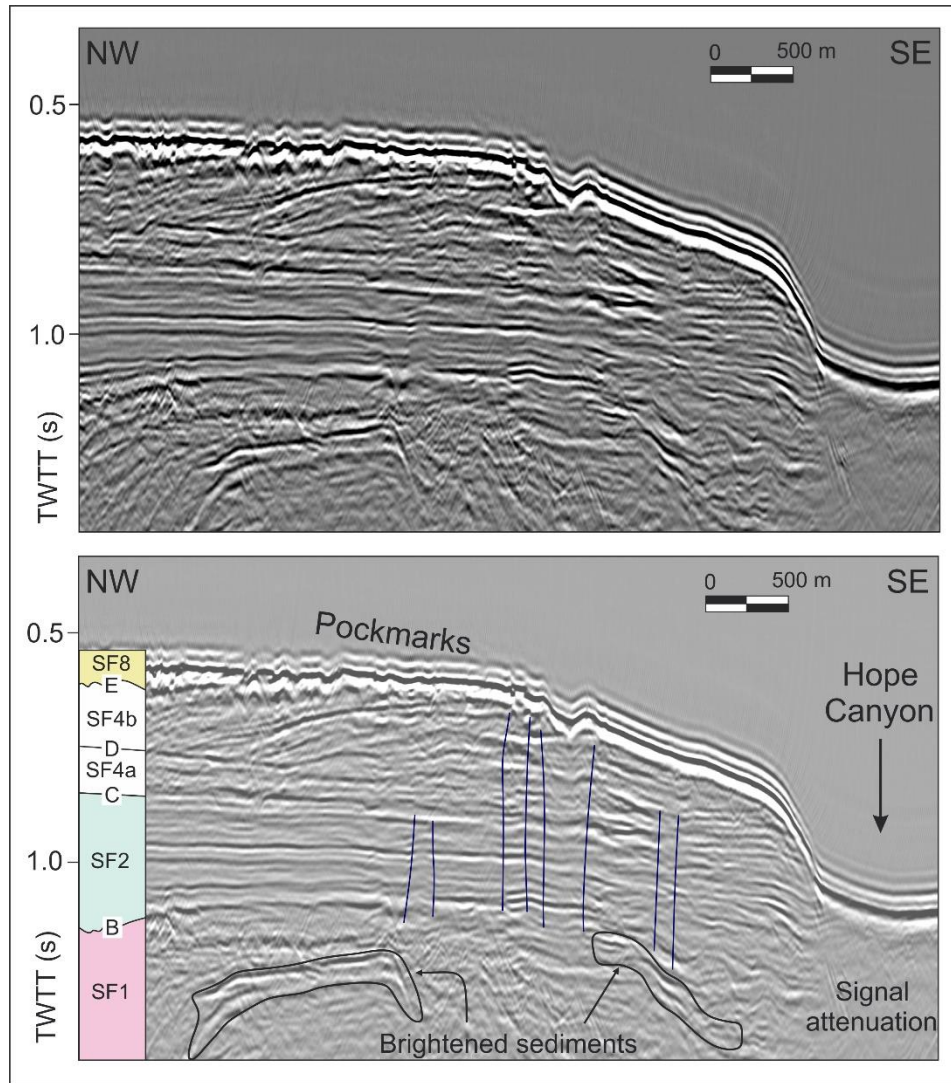 NW
0 500 m
SE
0.5
1.0
TWTT (s)
NW
0 500 m
SE
0.5
Pockmarks
SF8
E
SF4b
D
SF4a
C
SF2
B
SF1
Hope
Canyon
1.0
TWTT (s)
Brightened sediments
Signal
attenuation